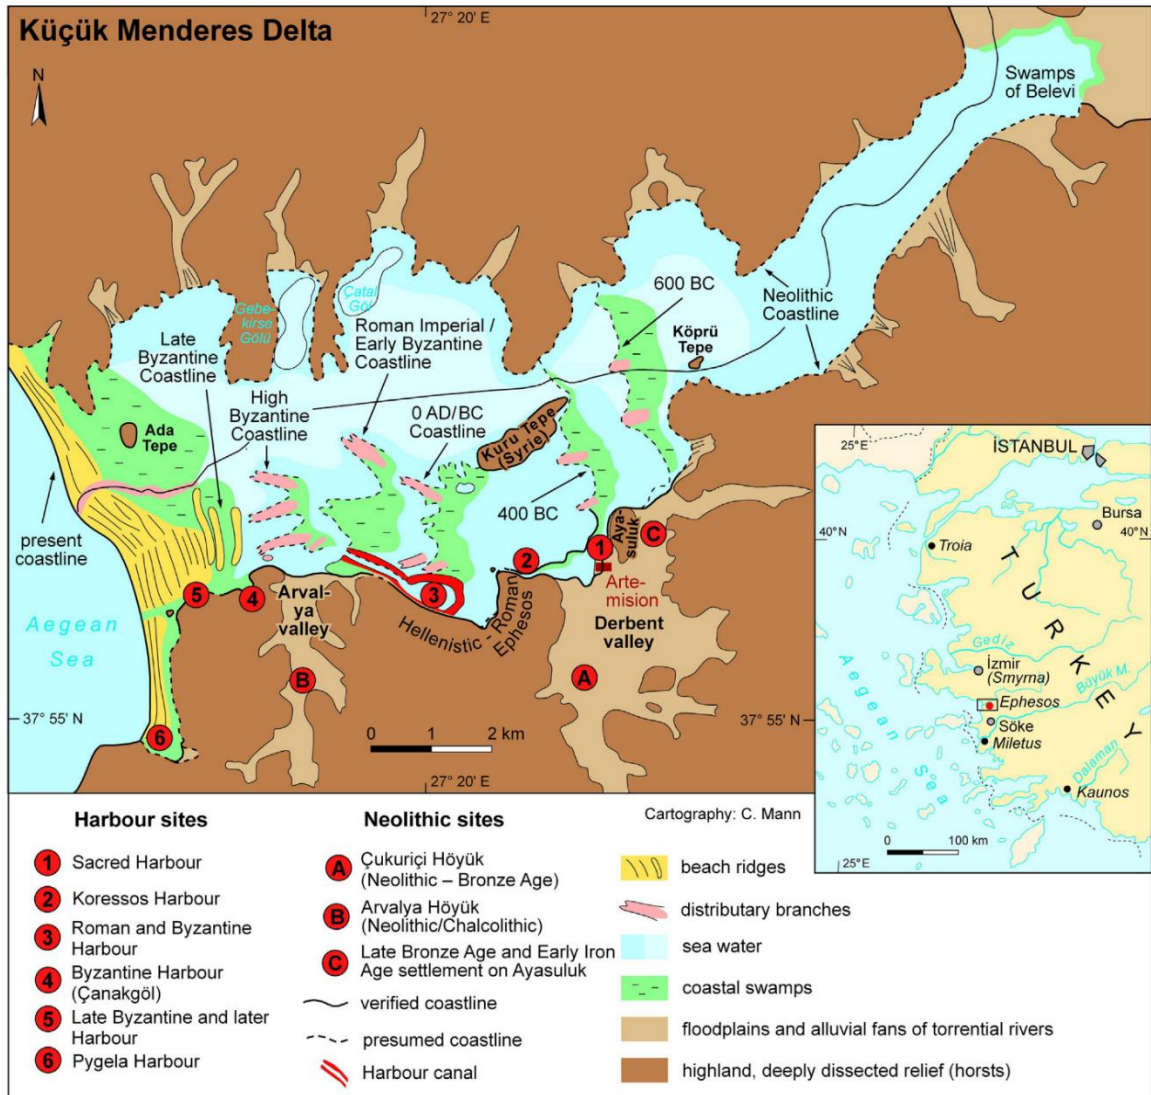 Küçük Menderes Delta
27° 20' E
N
Swamps
of Belevi
600 BC
Neolithic
Coastline
Köprü
Tepe
Gebe-
kirse
Gölü
Çatal
Göl
Roman Imperial /
Early Byzantine
Coastline
Late
Byzantine
Coastline
High
Byzantine
Coastline
0 AD/BC
Coastline
Kuru Tepe
(Syrie)
Ada
Tepe
400 BC
present
coastline
Aya-
suluk
C
1
2
Arte-
mision
3
4
5
Arval-
ya
valley
Hellenistic - Roman
Ephesos
Derbent
valley
Aegean
Sea
B
A
6
37° 55' N
37° 55' N
0 1 2 km
27° 20' E
25° E
İSTANBUL
Bursa
40° N
40° N
Troia
TURKEY
Gediz
İzmir
(Smyrna)
Büyük M.
Ephesos
Söke
Miletus
Dalaman
Kaunos
Aegean Sea
0 100 km
25° E
Harbour sites
1 Sacred Harbour
2 Koressos Harbour
3 Roman and Byzantine
Harbour
4 Byzantine Harbour
(Çanakgöl)
5 Late Byzantine and later
Harbour
6 Pygela Harbour
Neolithic sites
A Çukuriçi Höyük
(Neolithic – Bronze Age)
B Arvalya Höyük
(Neolithic/Chalcolithic)
C Late Bronze Age and Early Iron
Age settlement on Ayasuluk
verified coastline
presumed coastline
Harbour canal
Cartography: C. Mann
beach ridges
distributary branches
sea water
coastal swamps
floodplains and alluvial fans of torrential rivers
highland, deeply dissected relief (horsts)